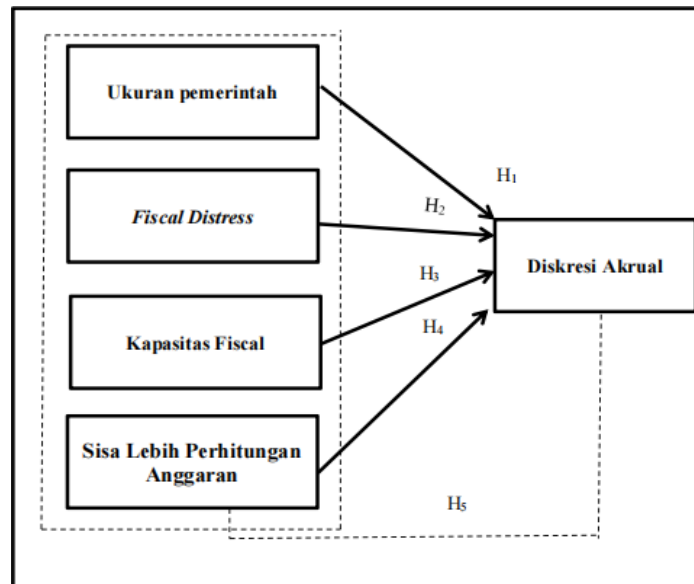 Ukuran pemerintah
H₁
Fiscal Distress
H₂
Diskresi Akrual
H₃
Kapasitas Fiscal
H₄
Sisa Lebih Perhitungan
Anggaran
H₅